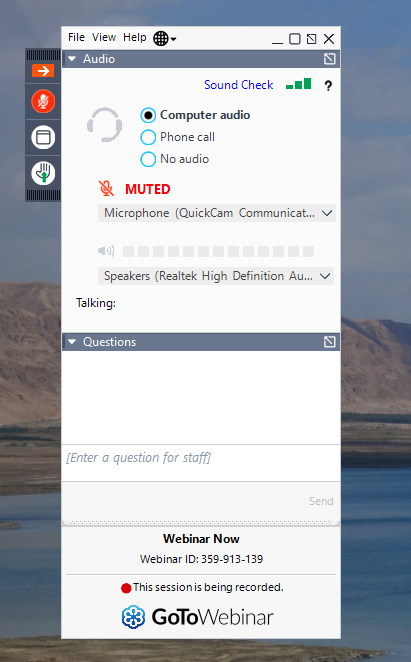 File View Help
Audio
Sound Check ?
Computer audio
Phone call
No audio
MUTED
Microphone (QuickCam Communicat...
Speakers (Realtek High Definition Au...
Talking:
Questions
[Enter a question for staff]
Send
Webinar Now
Webinar ID: 359-913-139
This session is being recorded.
GoToWebinar